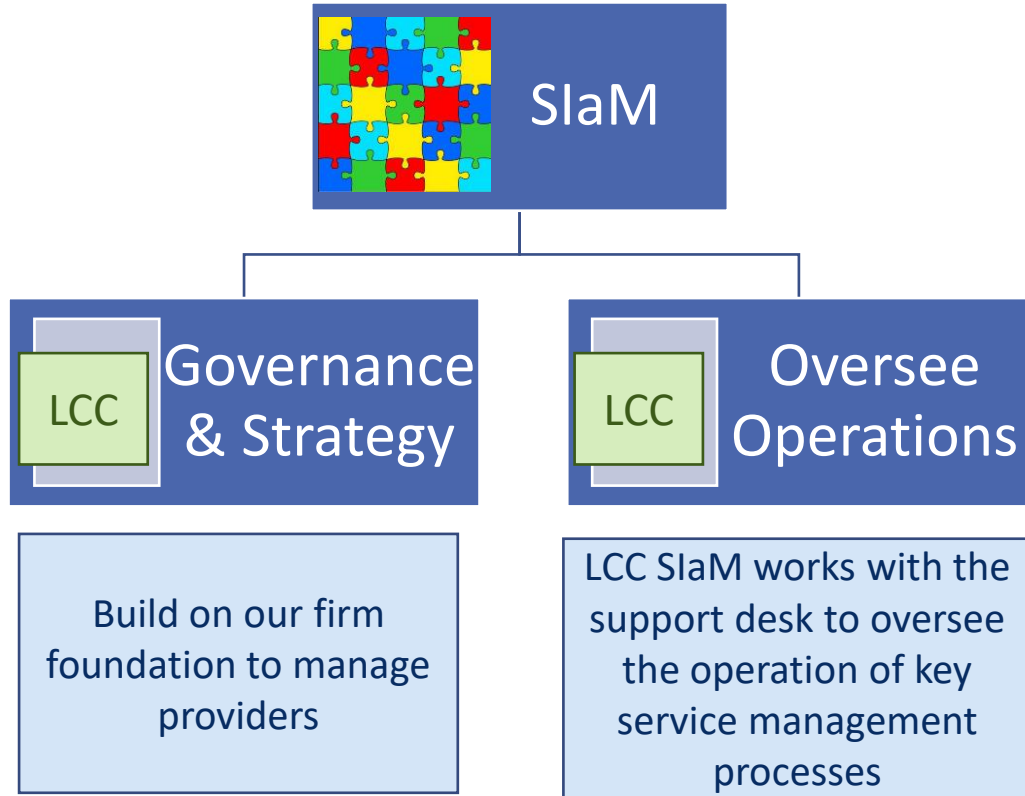 SIaM
LCC
Governance
& Strategy
LCC
Oversee
Operations
Build on our firm
foundation to manage
providers
LCC SIaM works with the
support desk to oversee
the operation of key
service management
processes